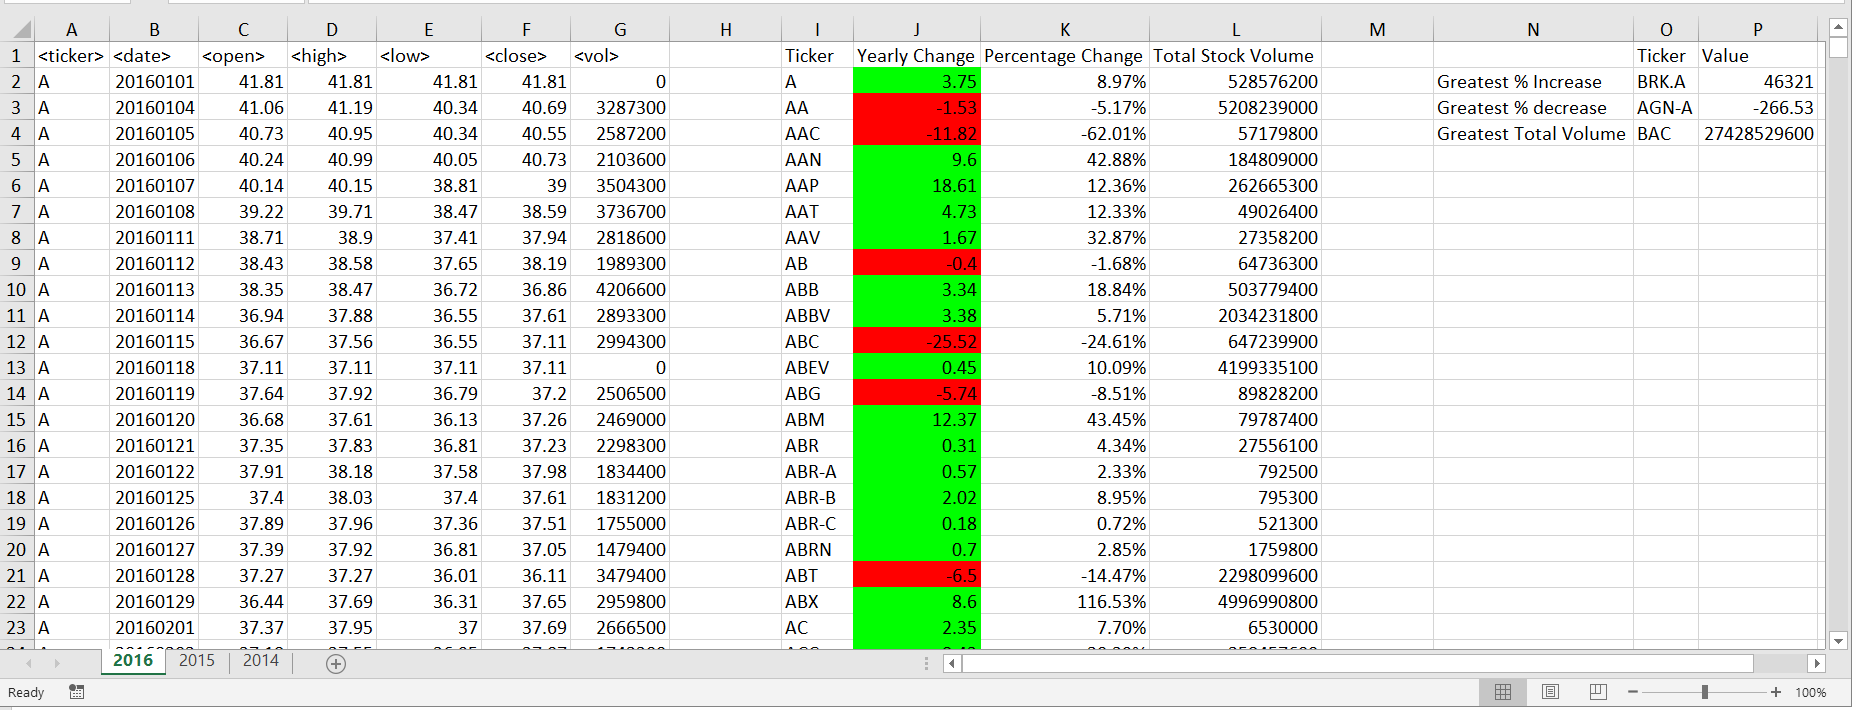 A B C D E F G H I J K L M N O P
1 <ticker> <date> <open> <high> <low> <close> <vol> Ticker Yearly Change Percentage Change Total Stock Volume Ticker Value
2 A 20160101 41.81 41.81 41.81 41.81 0 A 3.75 8.97% 528576200 Greatest % Increase BRK.A 46321
3 A 20160104 41.06 41.19 40.34 40.69 3287300 AA -1.53 -5.17% 5208239000 Greatest % decrease AGN-A -266.53
4 A 20160105 40.73 40.95 40.34 40.55 2587200 AAC -11.82 -62.01% 57179800 Greatest Total Volume BAC 27428529600
5 A 20160106 40.24 40.99 40.05 40.73 2103600 AAN 9.6 42.88% 184809000
6 A 20160107 40.14 40.15 38.81 39 3504300 AAP 18.61 12.36% 262665300
7 A 20160108 39.22 39.71 38.47 38.59 3736700 AAT 4.73 12.33% 49026400
8 A 20160111 38.71 38.9 37.41 37.94 2818600 AAV 1.67 32.87% 27358200
9 A 20160112 38.43 38.58 37.65 38.19 1989300 AB -0.4 -1.68% 64736300
10 A 20160113 38.35 38.47 36.72 36.86 4206600 ABB 3.34 18.84% 503779400
11 A 20160114 36.94 37.88 36.55 37.61 2893300 ABBV 3.38 5.71% 2034231800
12 A 20160115 36.67 37.56 36.55 37.11 2994300 ABC -25.52 -24.61% 647239900
13 A 20160118 37.11 37.11 37.11 37.11 0 ABEV 0.45 10.09% 4199335100
14 A 20160119 37.64 37.92 36.79 37.2 2506500 ABG -5.74 -8.51% 89828200
15 A 20160120 36.68 37.61 36.13 37.26 2469000 ABM 12.37 43.45% 79787400
16 A 20160121 37.35 37.83 36.81 37.23 2298300 ABR 0.31 4.34% 27556100
17 A 20160122 37.91 38.18 37.58 37.98 1834400 ABR-A 0.57 2.33% 792500
18 A 20160125 37.4 38.03 37.4 37.61 1831200 ABR-B 2.02 8.95% 795300
19 A 20160126 37.89 37.96 37.36 37.51 1755000 ABR-C 0.18 0.72% 521300
20 A 20160127 37.39 37.92 36.81 37.05 1479400 ABRN 0.7 2.85% 1759800
21 A 20160128 37.27 37.27 36.01 36.11 3479400 ABT -6.5 -14.47% 2298099600
22 A 20160129 36.44 37.69 36.31 37.65 2959800 ABX 8.6 116.53% 4996990800
23 A 20160201 37.37 37.95 37 37.69 2666500 AC 2.35 7.70% 6530000
2016 2015 2014
Ready 100%